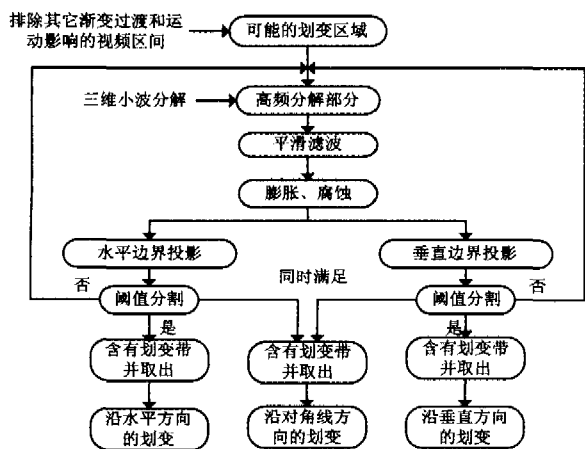 排除其它渐变过渡和运
动影响的视频区间
可能的划变区域
三维小波分解
高频分解部分
平滑滤波
膨胀、腐蚀
水平边界投影
垂直边界投影
否
同时满足
否
阈值分割
阈值分割
是
是
含有划变带
并取出
含有划变带
并取出
含有划变带
并取出
沿水平方向
的划变
沿对角线方
向的划变
沿垂直方向
的划变